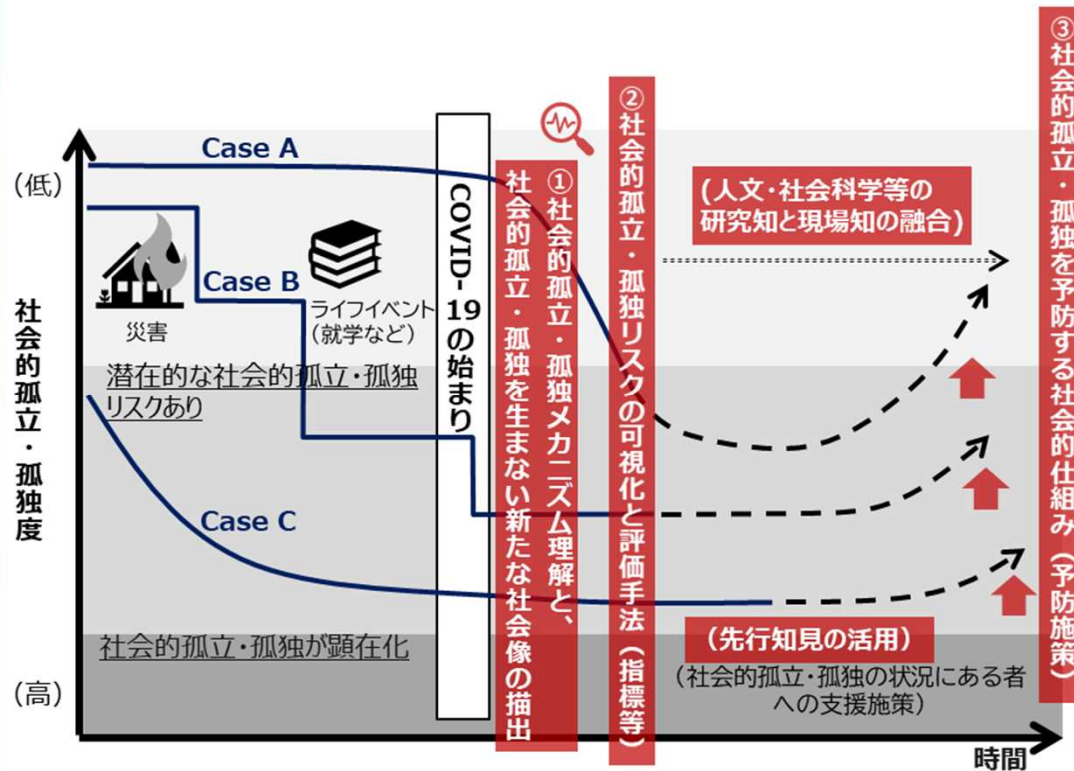 社会的孤立・孤独度
(低)
(高)
Case A
災害
Case B
ライフイベント
(就学など)
潜在的な社会的孤立・孤独
リスクあり
Case C
社会的孤立・孤独が顕在化
COVID-19の始まり
①社会的孤立・孤独メカニズム理解と、
社会的孤立・孤独を生まない新たな社会像の描出
②社会的孤立・孤独リスクの可視化と評価手法（指標等）
(人文・社会科学等の
研究知と現場知の融合)
(先行知見の活用)
(社会的孤立・孤独の状況にある者
への支援施策)
③社会的孤立・孤独を予防する社会的仕組み（予防施策）
時間